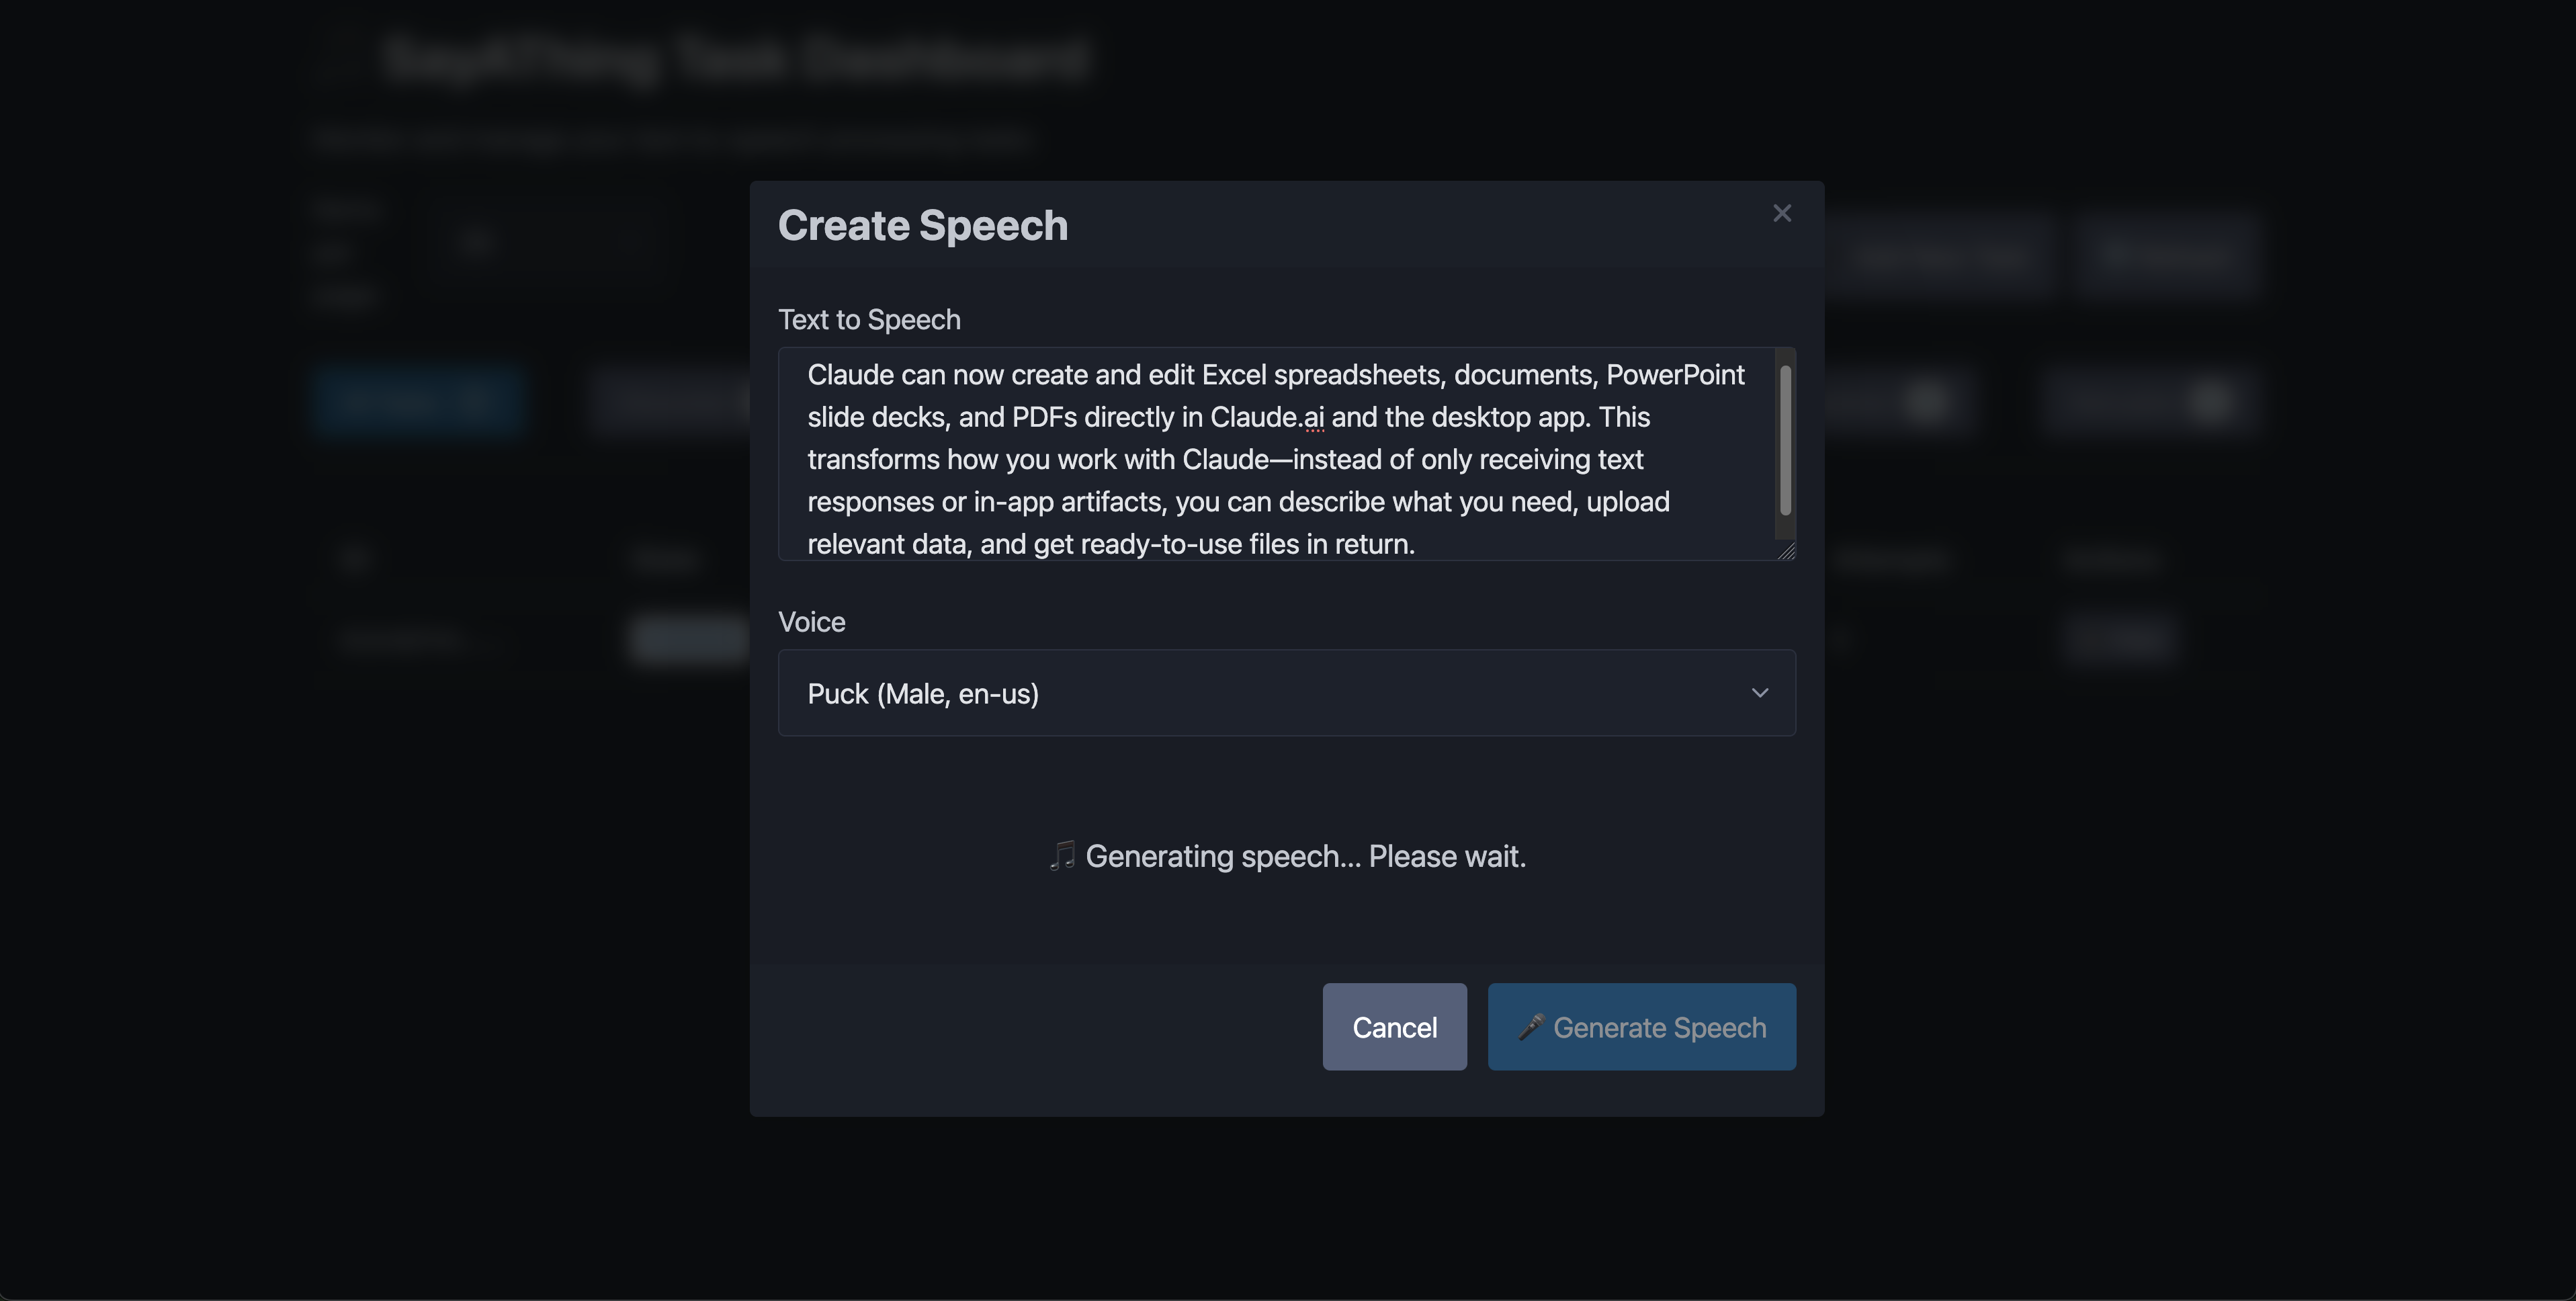 SayAThing Task Dashboard
Create Speech
Text to Speech
Claude can now create and edit Excel spreadsheets, documents, PowerPoint
slide decks, and PDFs directly in Claude.ai and the desktop app. This
transforms how you work with Claude—instead of only receiving text
responses or in-app artifacts, you can describe what you need, upload
relevant data, and get ready-to-use files in return.
Voice
Puck (Male, en-us)
🎵 Generating speech... Please wait.
Cancel
🎤 Generate Speech